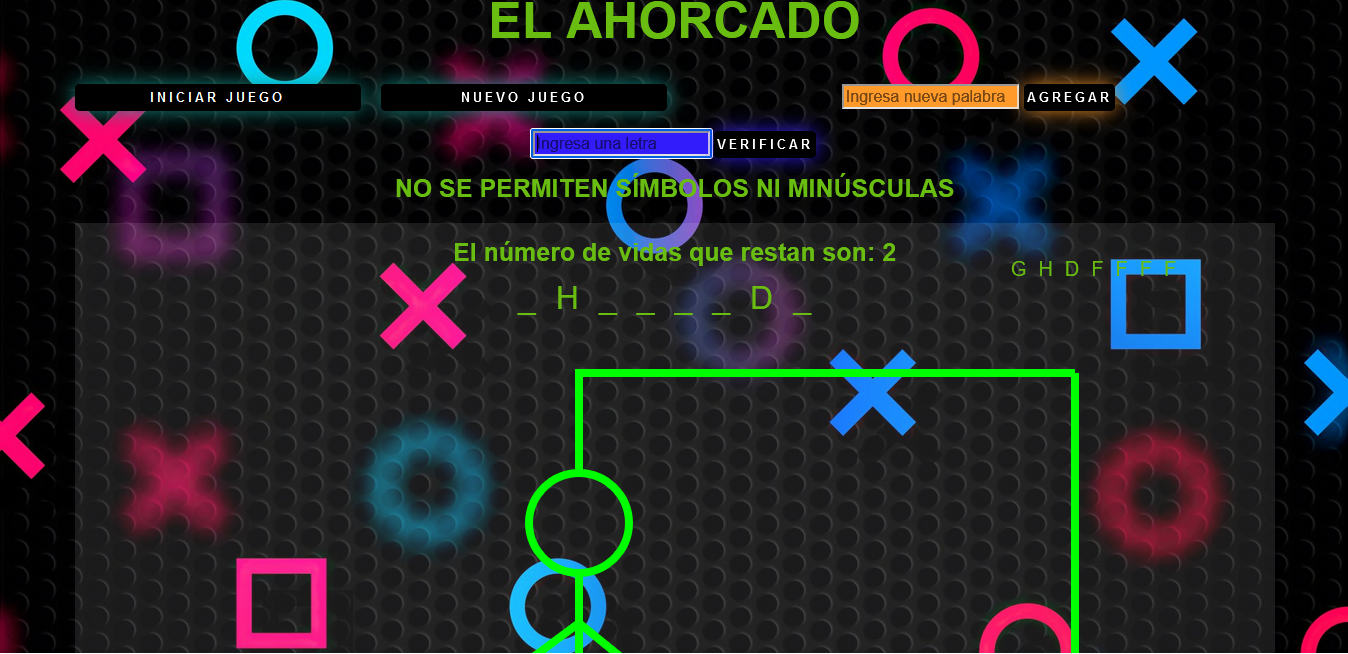 EL AHORCADO
INICIAR JUEGO NUEVO JUEGO Ingresa nueva palabra AGREGAR
Ingresa una letra VERIFICAR
NO SE PERMITEN SÍMBOLOS NI MINÚSCULAS
El número de vidas que restan son: 2
G H D F F F F
_ H _ _ _ _ D _